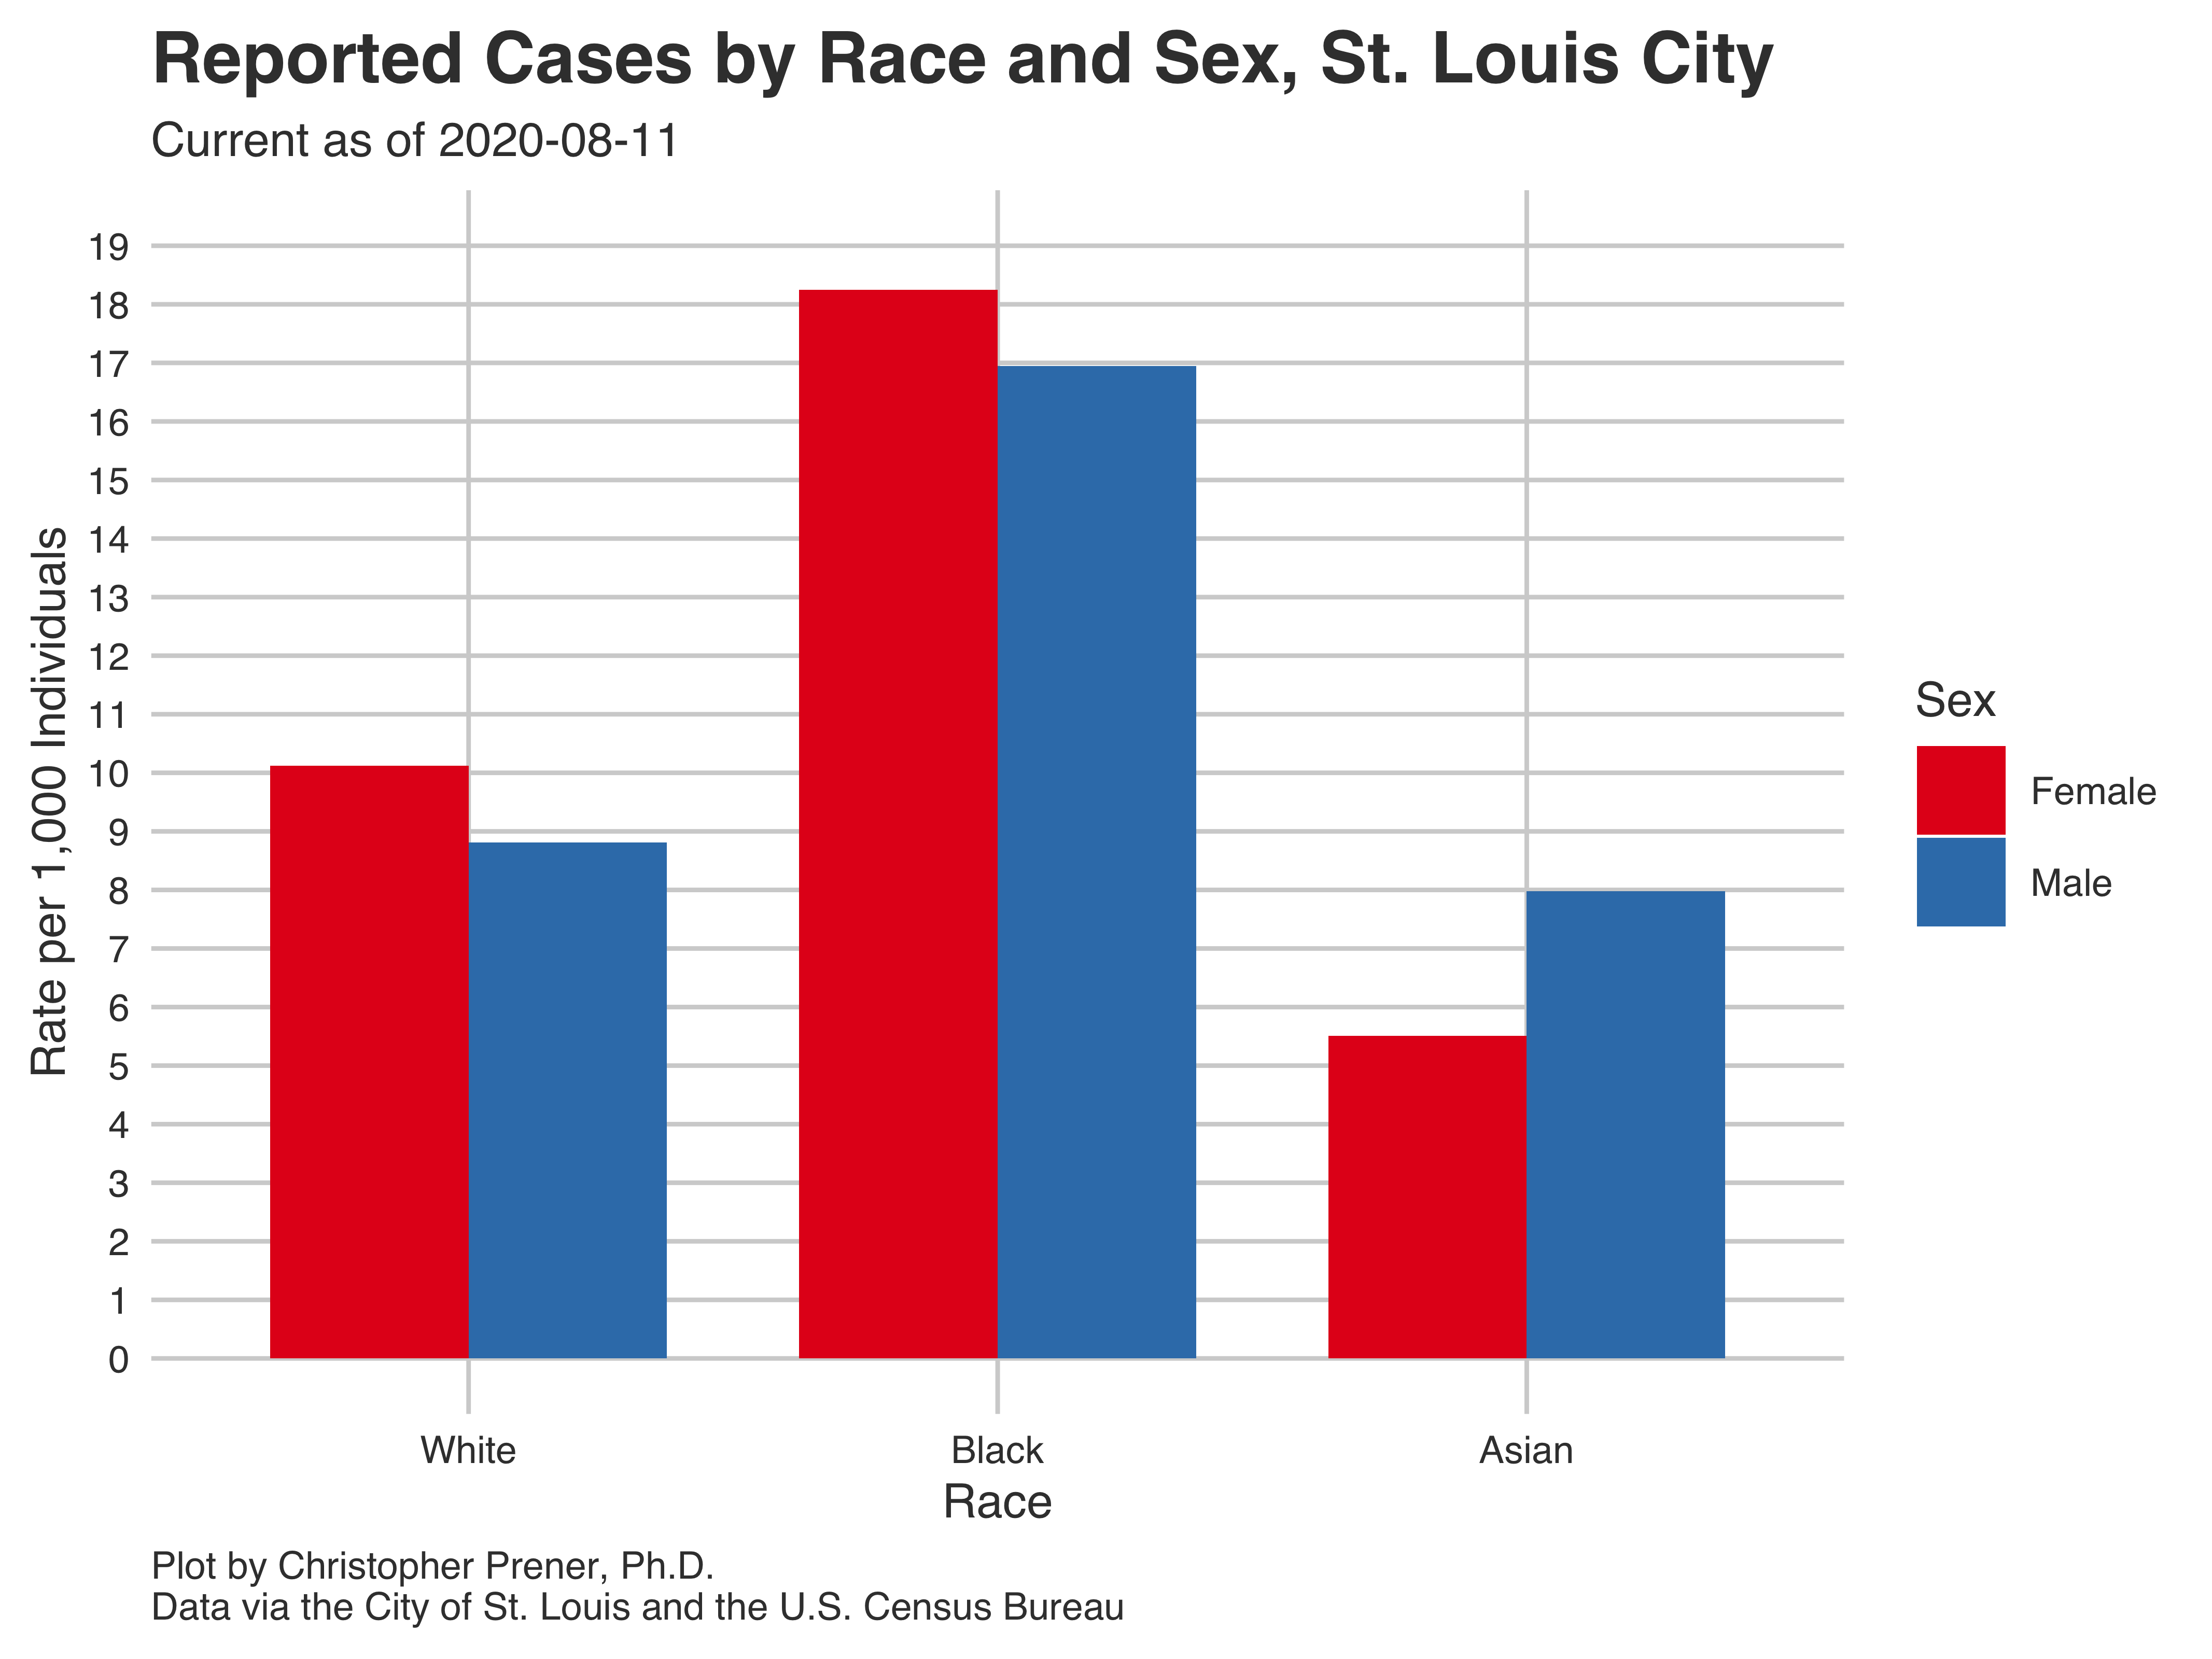 Reported Cases by Race and Sex, St. Louis City
Current as of 2020-08-11
Rate per 1,000 Individuals
19
18
17
16
15
14
13
12
11
10
9
8
7
6
5
4
3
2
1
0
White
Black
Asian
Race
Sex
Female
Male
Plot by Christopher Prener, Ph.D.
Data via the City of St. Louis and the U.S. Census Bureau